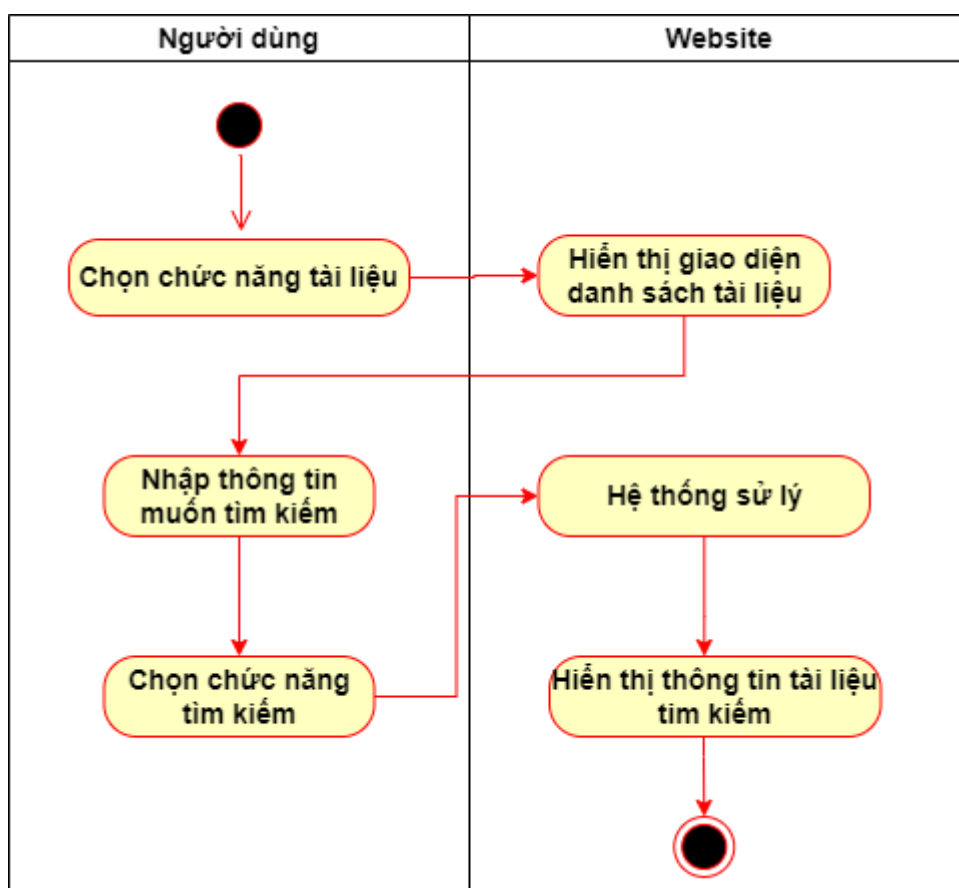 Người dùng
Website
Chọn chức năng tài liệu
Hiển thị giao diện
danh sách tài liệu
Nhập thông tin
muốn tìm kiếm
Hệ thống sử lý
Chọn chức năng
tìm kiếm
Hiển thị thông tin tài liệu
tim kiếm